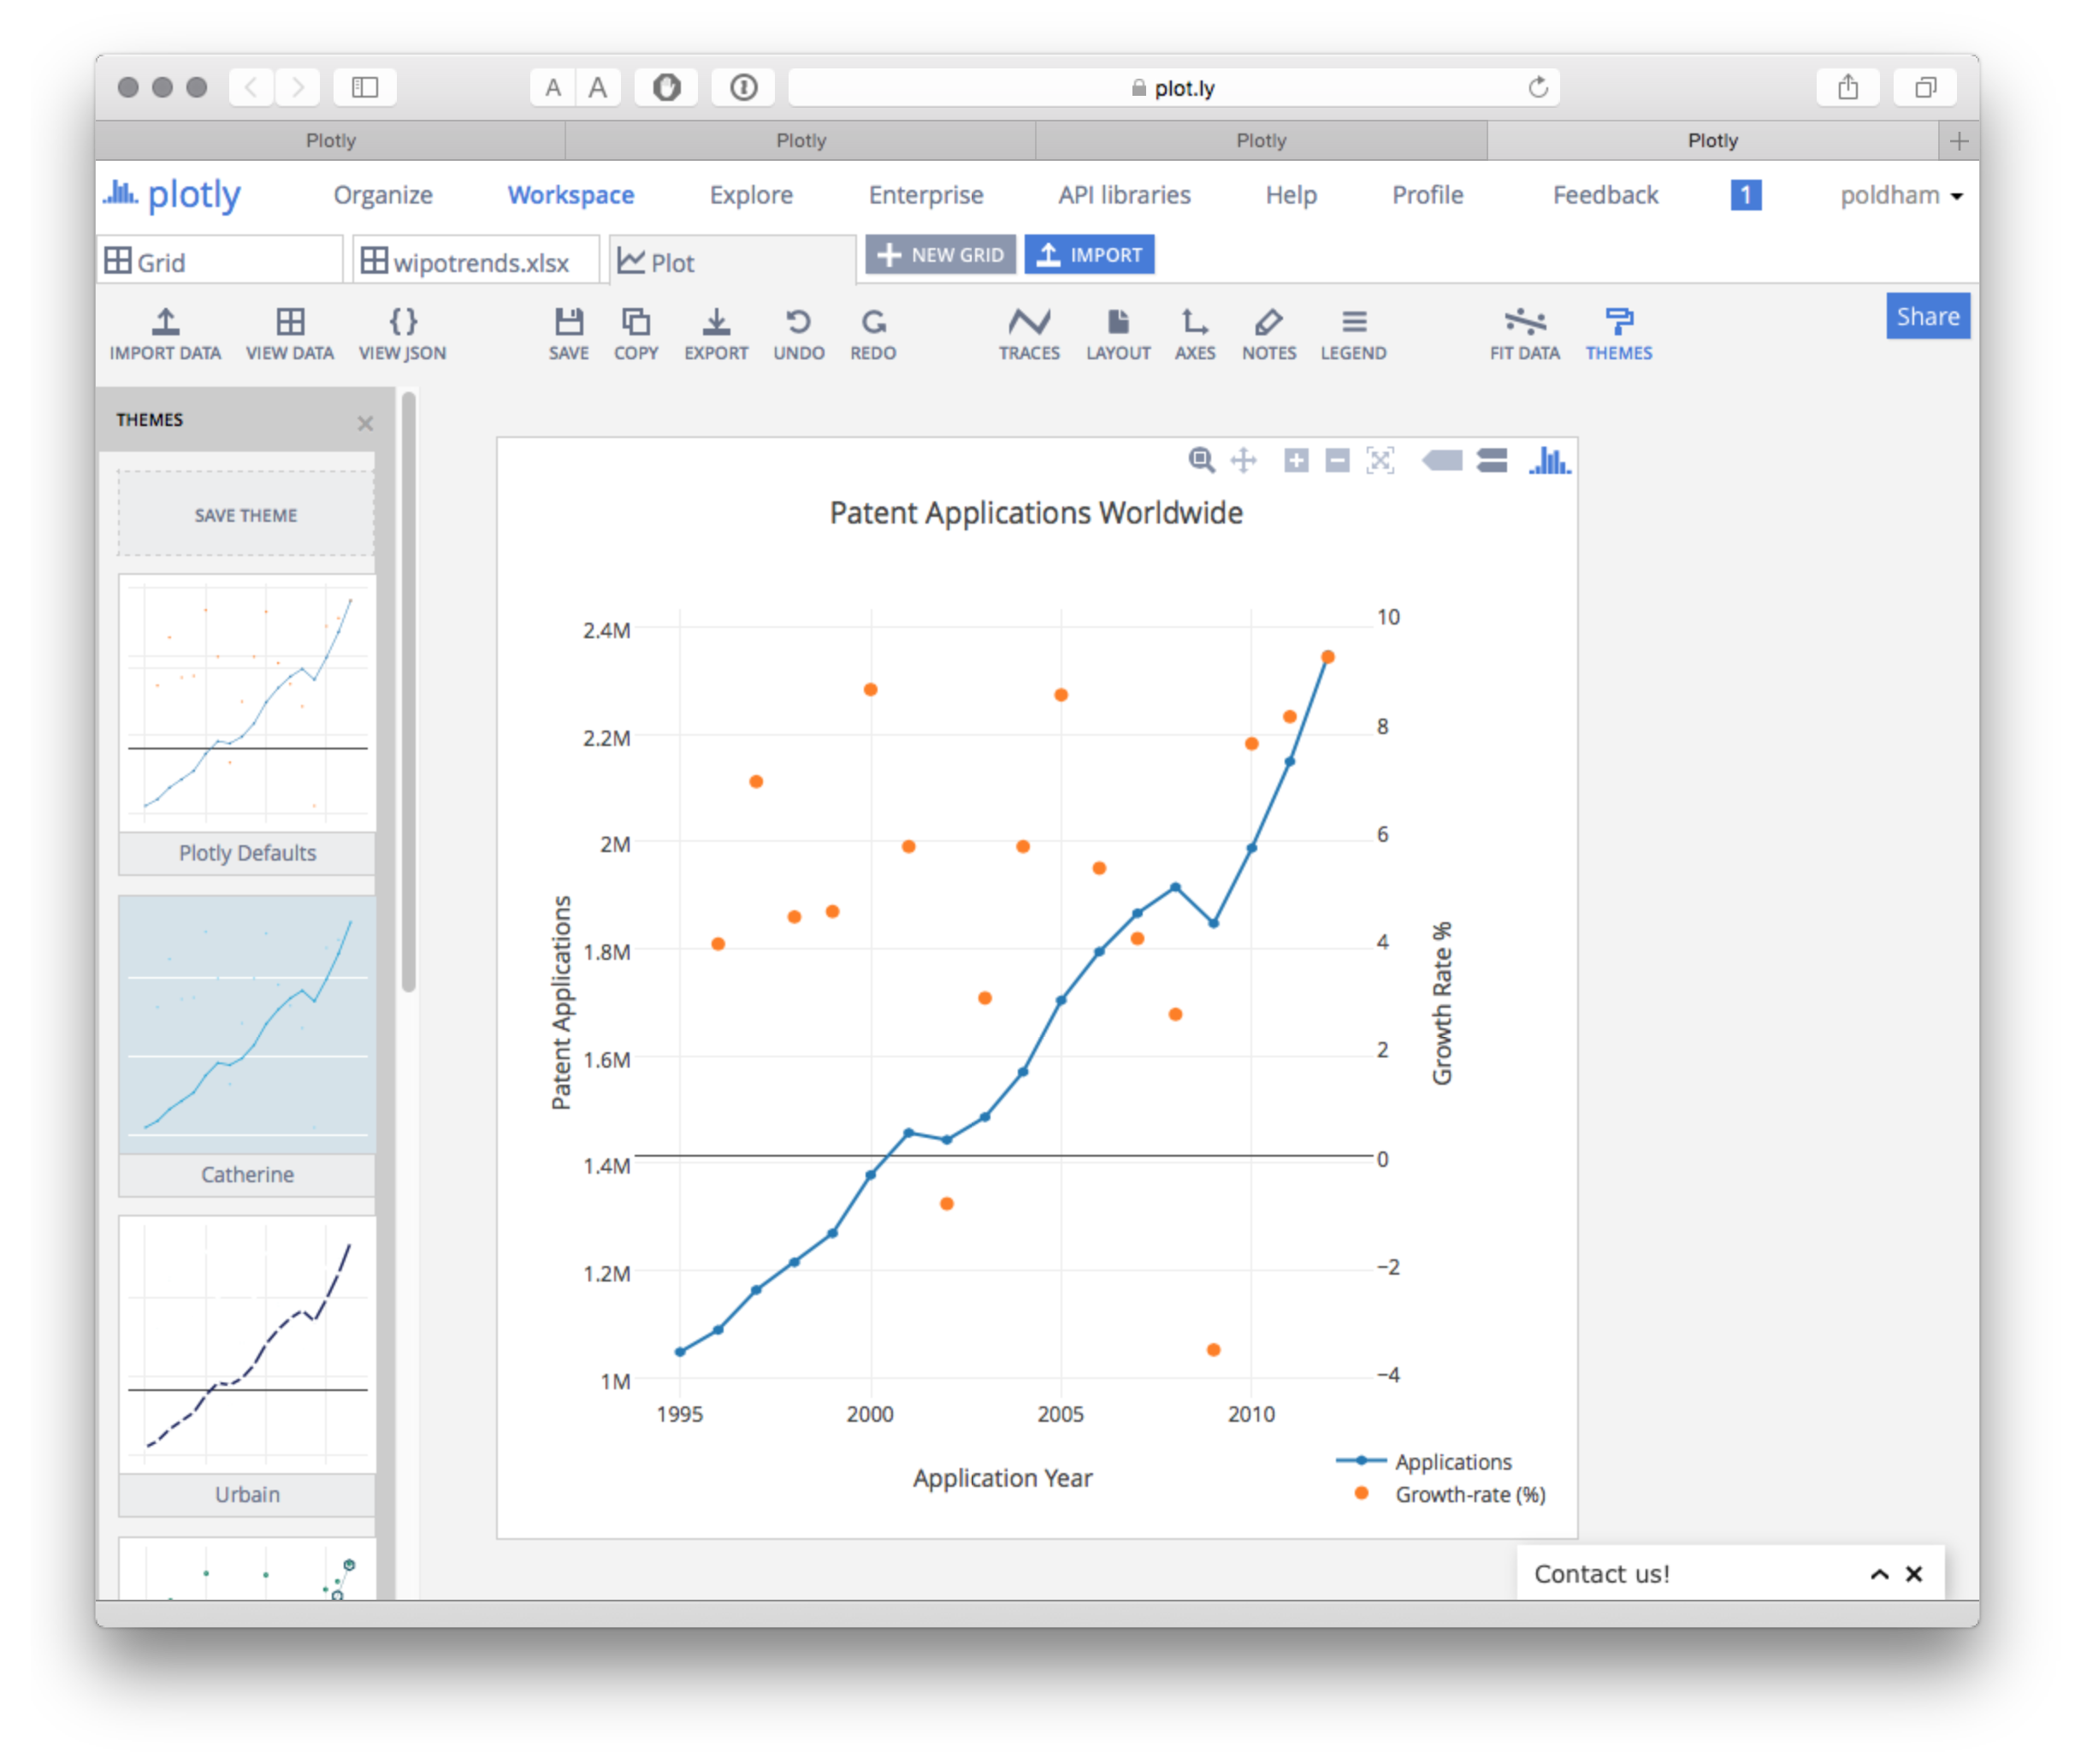 A A plot.ly
Plotly Plotly Plotly Plotly
plotly Organize Workspace Explore Enterprise API libraries Help Profile Feedback 1 poldham
Grid wipotrends.xlsx Plot NEW GRID IMPORT
IMPORT DATA VIEW DATA VIEW JSON SAVE COPY EXPORT UNDO REDO TRACES LAYOUT AXES NOTES LEGEND FIT DATA THEMES Share
THEMES
SAVE THEME
Plotly Defaults
Catherine
Urbain
Patent Applications Worldwide
2.4M
2.2M
2M
1.8M
1.6M
1.4M
1.2M
1M
Patent Applications
10
8
6
4
2
0
−2
−4
Growth Rate %
1995 2000 2005 2010
Application Year
Applications
Growth-rate (%)
Contact us!